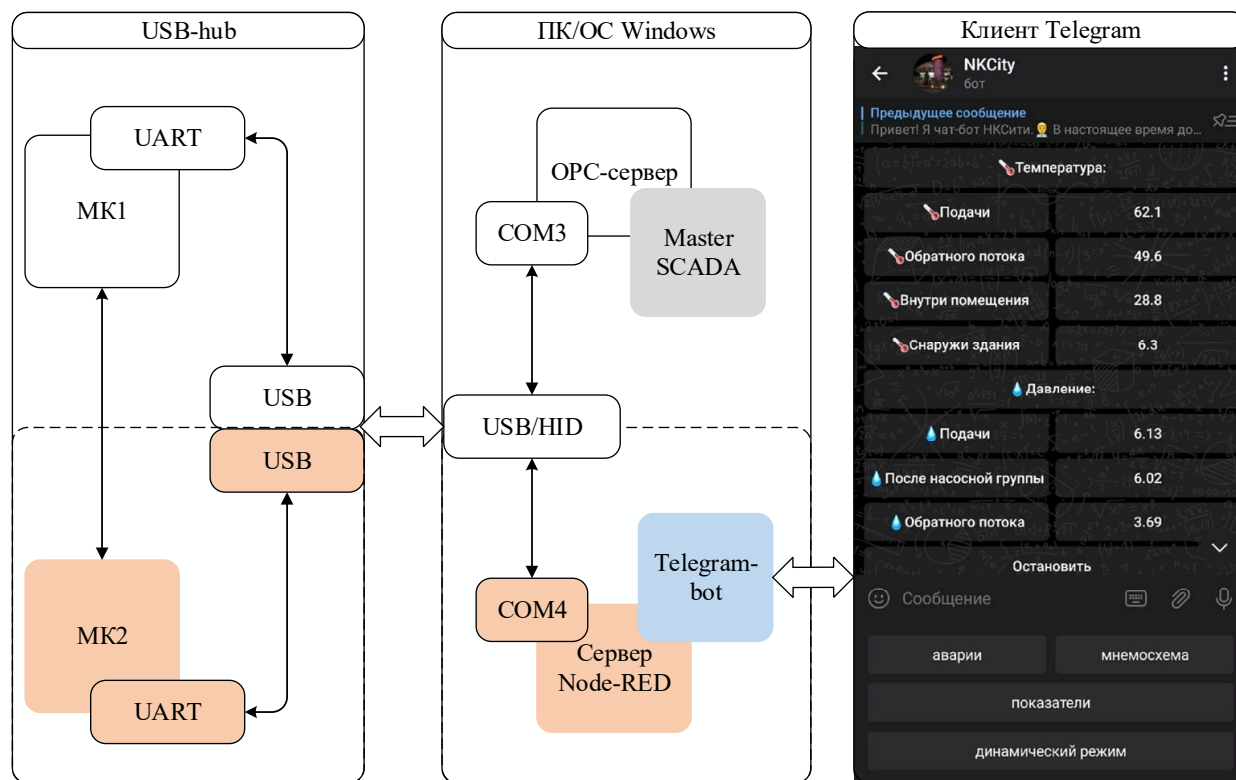 USB-hub
UART
МК1
USB
USB
МК2
UART
ПК/ОС Windows
OPC-сервер
COM3
Master
SCADA
USB/HID
Telegram-
bot
COM4
Сервер
Node-RED
Клиент Telegram
NKCity
бот
Предыдущее сообщение
Привет! Я чат-бот НКСити. В настоящее время до...
Температура:
Подачи 62.1
Обратного потока 49.6
Внутри помещения 28.8
Снаружи здания 6.3
Давление:
Подачи 6.13
После насосной группы 6.02
Обратного потока 3.69
Остановить
Сообщение
аварии мнемосхема
показатели
динамический режим